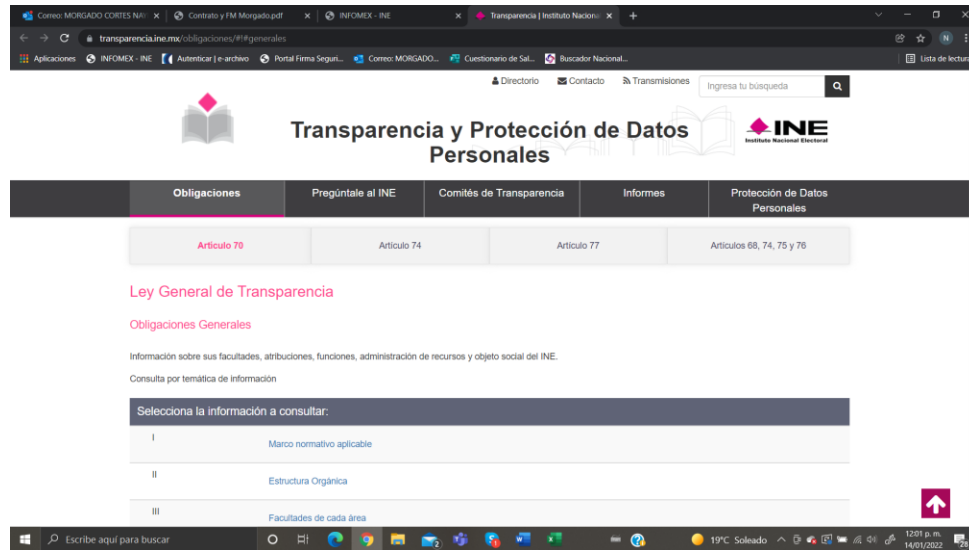 Correo: MORGADO CORTES NA
Contrato y FM Morgado.pdf
INFOMEX - INE
Transparencia | Instituto Naciona
transparencia.ine.mx/obligaciones/#!#generales
N
Aplicaciones
INFOMEX - INE
Autenticar | e-archivo
Portal Firma Seguri...
Correo: MORGADO...
Cuestionario de Sal...
Buscador Nacional...
Lista de lectura
Directorio
Contacto
Transmisiones
Ingresa tu búsqueda
Transparencia y Protección de Datos
Personales
INE
Instituto Nacional Electoral
Obligaciones
Pregúntale al INE
Comités de Transparencia
Informes
Protección de Datos
Personales
Artículo 70
Artículo 74
Artículo 77
Artículos 68, 74, 75 y 76
Ley General de Transparencia
Obligaciones Generales
Información sobre sus facultades, atribuciones, funciones, administración de recursos y objeto social del INE.
Consulta por temática de información
Selecciona la información a consultar:
I
Marco normativo aplicable
II
Estructura Orgánica
III
Facultades de cada área
Escribe aquí para buscar
19°C Soleado
12:01 p. m.
14/01/2022
28